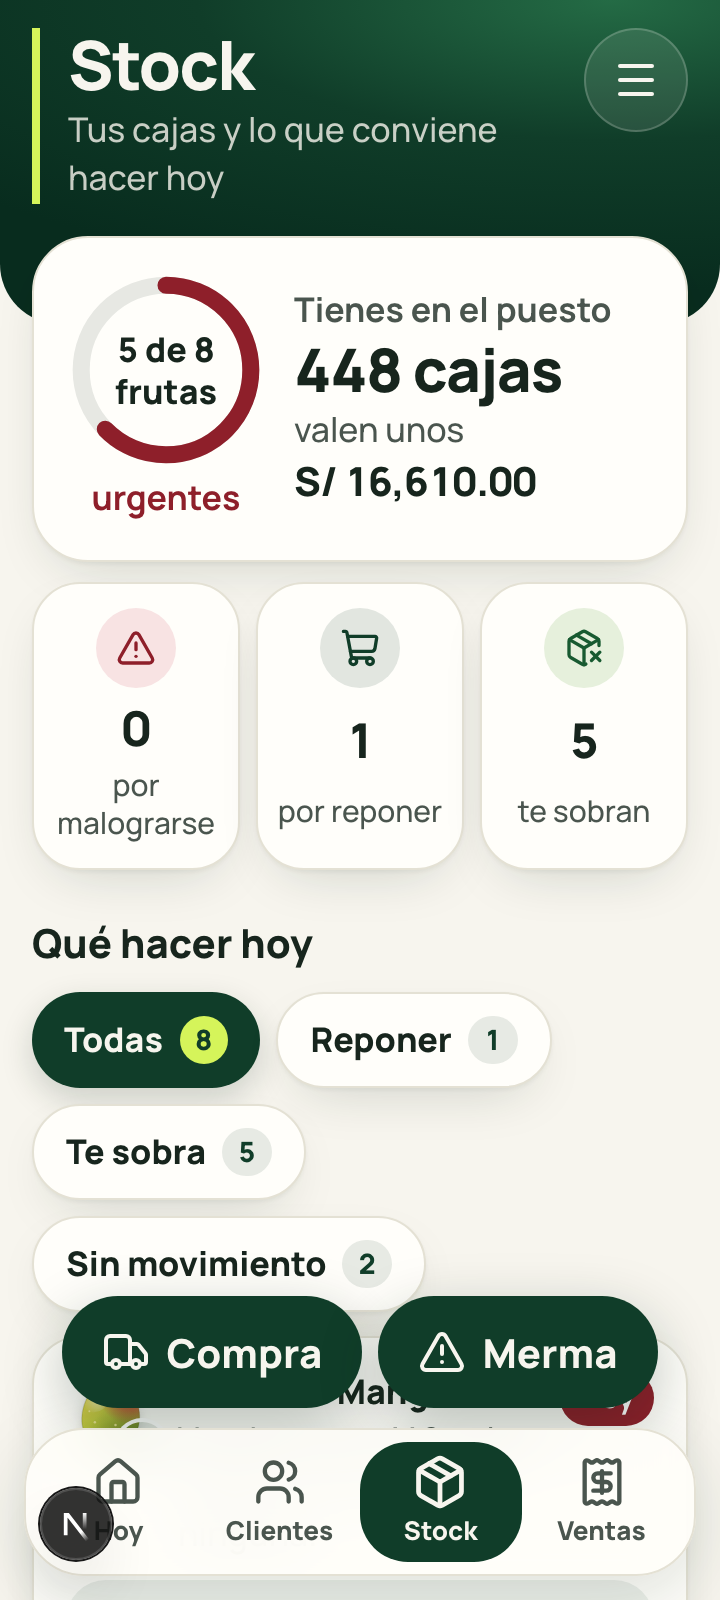 Stock
Tus cajas y lo que conviene
hacer hoy
5 de 8
frutas
urgentes
Tienes en el puesto
448 cajas
valen unos
S/ 16,610.00
0
por
malograrse
1
por reponer
5
te sobran
Qué hacer hoy
Todas 8
Reponer 1
Te sobra 5
Sin movimiento 2
Compra
Merma
N
Hoy
Clientes
Stock
Ventas